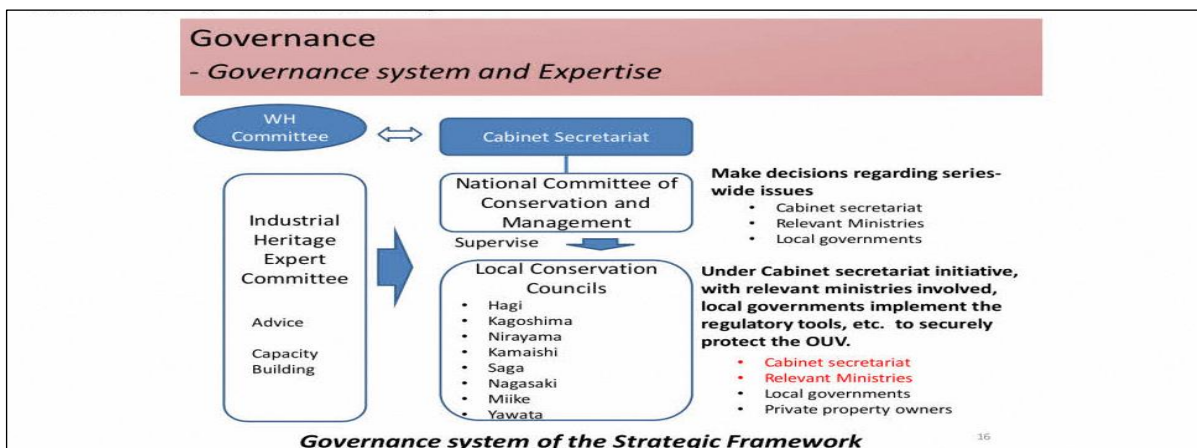 Governance
- Governance system and Expertise
WH
Committee
Cabinet Secretariat
National Committee of
Conservation and
Management
Supervise
Industrial
Heritage
Expert
Committee
Advice
Capacity
Building
Local Conservation
Councils
• Hagi
• Kagoshima
• Nirayama
• Kamaishi
• Saga
• Nagasaki
• Miike
• Yawata
Make decisions regarding series-
wide issues
• Cabinet secretariat
• Relevant Ministries
• Local governments
Under Cabinet secretariat initiative,
with relevant ministries involved,
local governments implement the
regulatory tools, etc. to securely
protect the OUV.
• Cabinet secretariat
• Relevant Ministries
• Local governments
• Private property owners
Governance system of the Strategic Framework
16